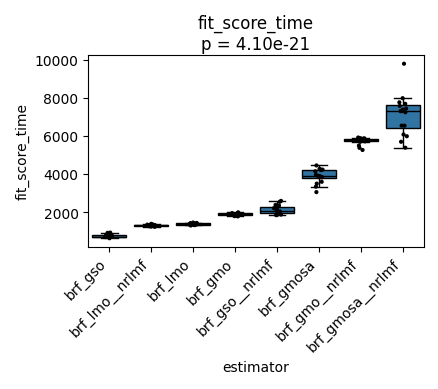 fit_score_time
p = 4.10e-21
10000
8000
6000
4000
2000
fit_score_time
brf_gso
brf_lmo__nrlmf
brf_lmo
brf_gmo
brf_gso__nrlmf
brf_gmosa
brf_gmo__nrlmf
brf_gmosa__nrlmf
estimator